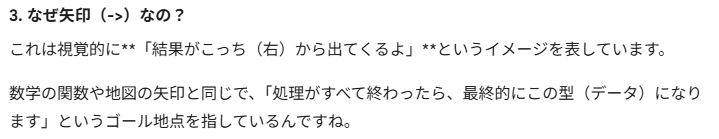 3. なぜ矢印（->）なの？
これは視覚的に**「結果がこっち（右）から出てくるよ」**というイメージを表しています。
数学の関数や地図の矢印と同じで、「処理がすべて終わったら、最終的にこの型（データ）になり
ます」というゴール地点を指しているんですね。